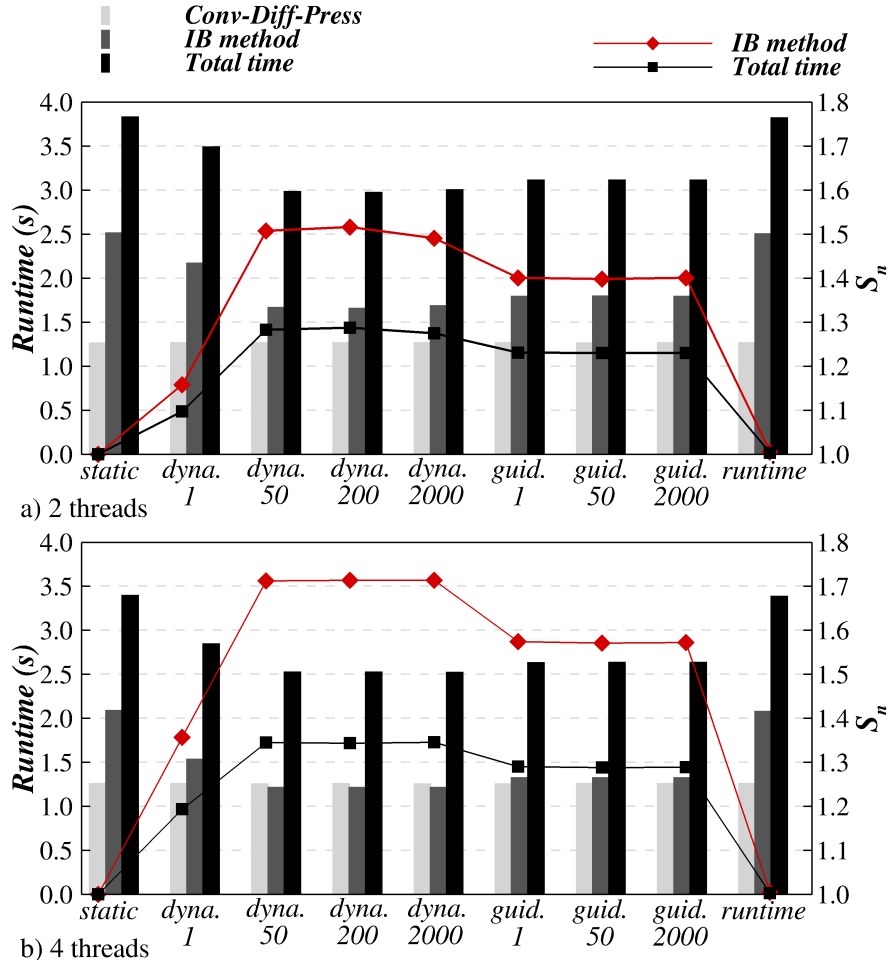 Conv-Diff-Press
IB method
Total time
IB method
Total time
4.0
3.5
3.0
2.5
2.0
1.5
1.0
0.5
0.0
Runtime (s)
1.8
1.7
1.6
1.5
1.4
1.3
1.2
1.1
1.0
Sn
static dyna. dyna. dyna. dyna. guid. guid. guid. runtime
1 50 200 2000 1 50 2000
a) 2 threads
4.0
3.5
3.0
2.5
2.0
1.5
1.0
0.5
0.0
Runtime (s)
1.8
1.7
1.6
1.5
1.4
1.3
1.2
1.1
1.0
Sn
static dyna. dyna. dyna. dyna. guid. guid. guid. runtime
1 50 200 2000 1 50 2000
b) 4 threads